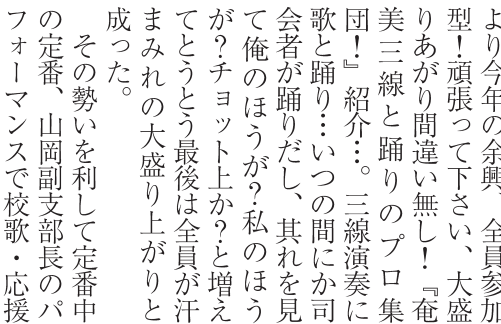 より今年の余興、全員参加
型！頑張って下さい、大盛
りあがり間違い無し！『奄
美三線と踊りのプロ集
団！』紹介…。三線演奏に
歌と踊り…いつの間にか司
会者が踊りだし、其れを見
て俺のほうが？私のほう
が？チョット上か？と増え
てとうとう最後は全員が汗
まみれの大盛り上がりと
成った。
その勢いを利して定番中
の定番、山岡副支部長のパ
フォーマンスで校歌・応援